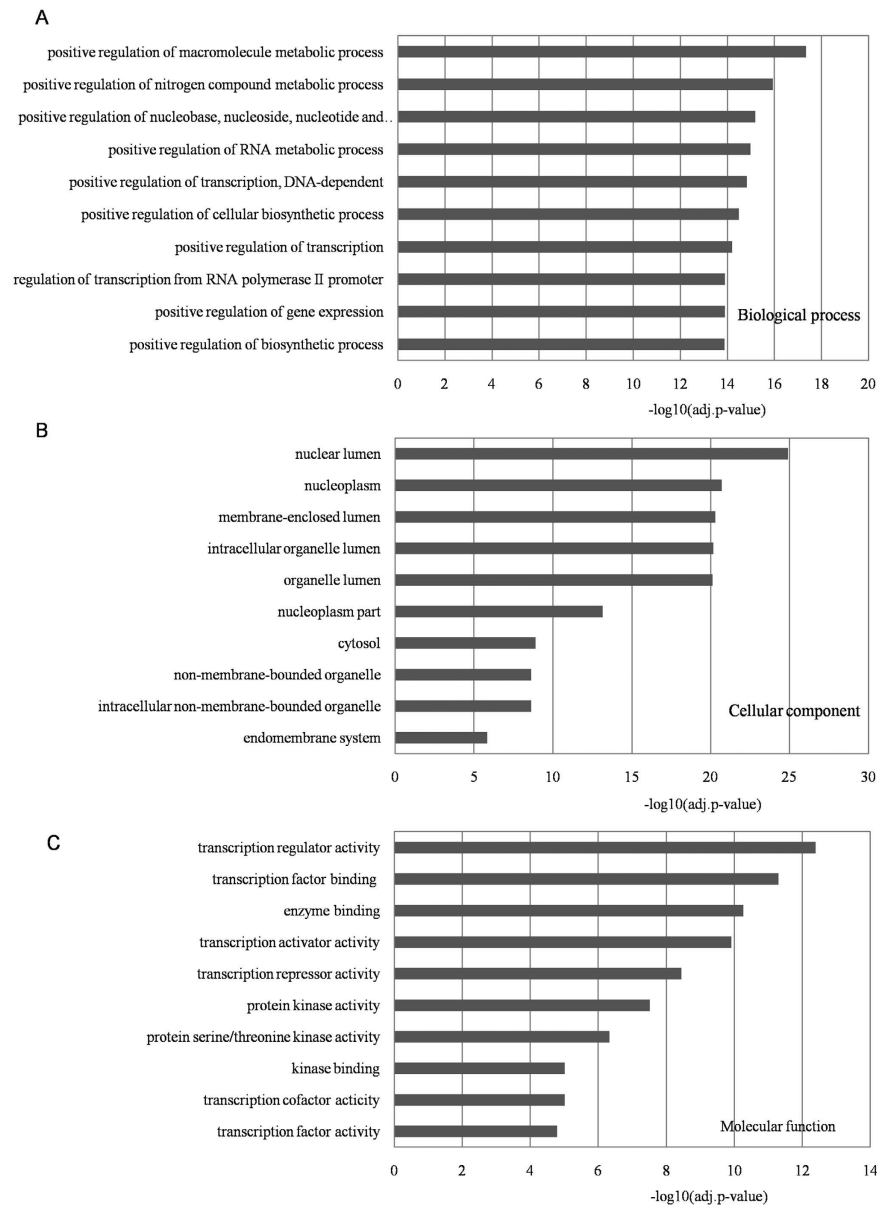 A
positive regulation of macromolecule metabolic process
positive regulation of nitrogen compound metabolic process
positive regulation of nucleobase, nucleoside, nucleotide and..
positive regulation of RNA metabolic process
positive regulation of transcription, DNA-dependent
positive regulation of cellular biosynthetic process
positive regulation of transcription
regulation of transcription from RNA polymerase II promoter
positive regulation of gene expression
positive regulation of biosynthetic process
Biological process
0 2 4 6 8 10 12 14 16 18 20
-log10(adj.p-value)
B
nuclear lumen
nucleoplasm
membrane-enclosed lumen
intracellular organelle lumen
organelle lumen
nucleoplasm part
cytosol
non-membrane-bounded organelle
intracellular non-membrane-bounded organelle
endomembrane system
Cellular component
0 5 10 15 20 25 30
-log10(adj.p-value)
C
transcription regulator activity
transcription factor binding
enzyme binding
transcription activator activity
transcription repressor activity
protein kinase activity
protein serine/threonine kinase activity
kinase binding
transcription cofactor acticity
transcription factor activity
Molecular function
0 2 4 6 8 10 12 14
-log10(adj.p-value)